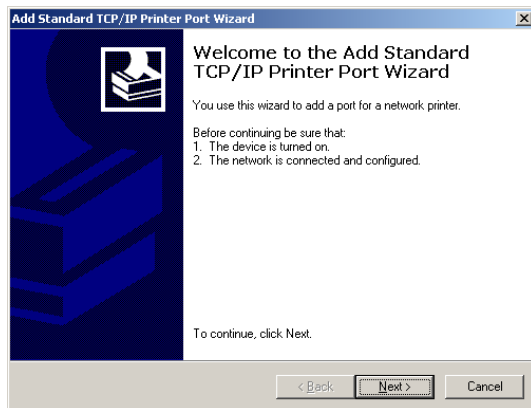 Add Standard TCP/IP Printer Port Wizard
Welcome to the Add Standard
TCP/IP Printer Port Wizard
You use this wizard to add a port for a network printer.
Before continuing be sure that:
1. The device is turned on.
2. The network is connected and configured.
To continue, click Next.
< Back
Next >
Cancel